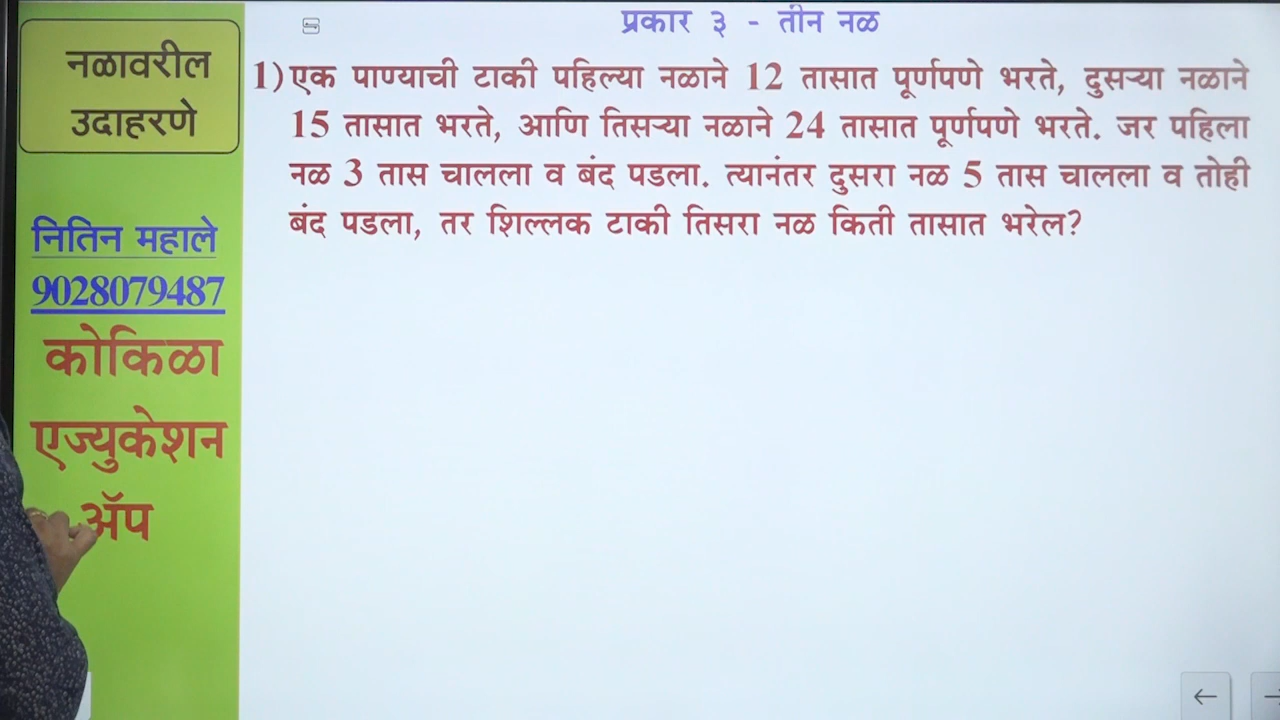 प्रकार ३ - तीन नळ
नळावरील
उदाहरणे
1) एक पाण्याची टाकी पहिल्या नळाने 12 तासात पूर्णपणे भरते, दुसऱ्या नळाने
15 तासात भरते, आणि तिसऱ्या नळाने 24 तासात पूर्णपणे भरते. जर पहिला
नळ 3 तास चालला व बंद पडला. त्यानंतर दुसरा नळ 5 तास चालला व तोही
बंद पडला, तर शिल्लक टाकी तिसरा नळ किती तासात भरेल?
नितिन महाले
9028079487
कोकिळा
एज्युकेशन
ॲप